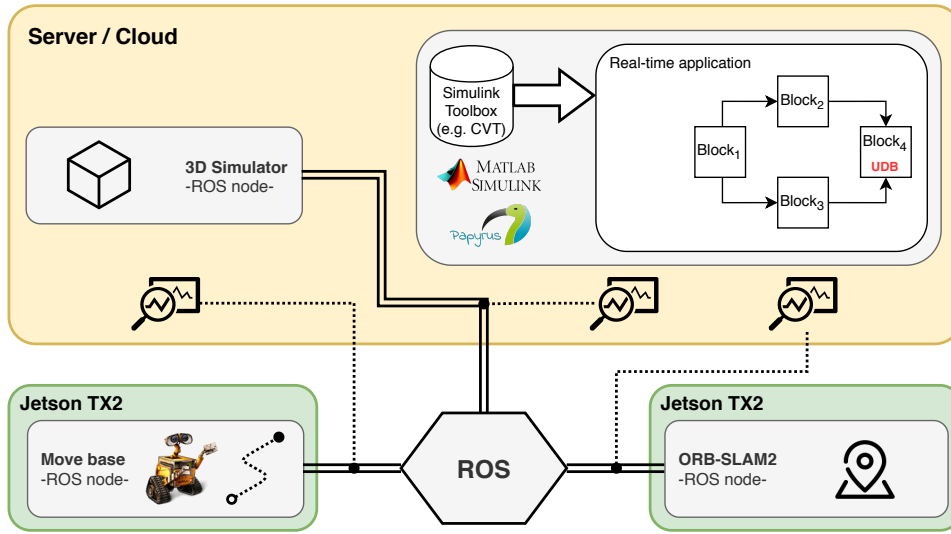 Server / Cloud
Simulink
Toolbox
(e.g. CVT)
MATLAB
SIMULINK
Papyrus
Real-time application
Block1
Block2
Block3
Block4
UDB
3D Simulator
-ROS node-
Jetson TX2
Move base
-ROS node-
ROS
Jetson TX2
ORB-SLAM2
-ROS node-